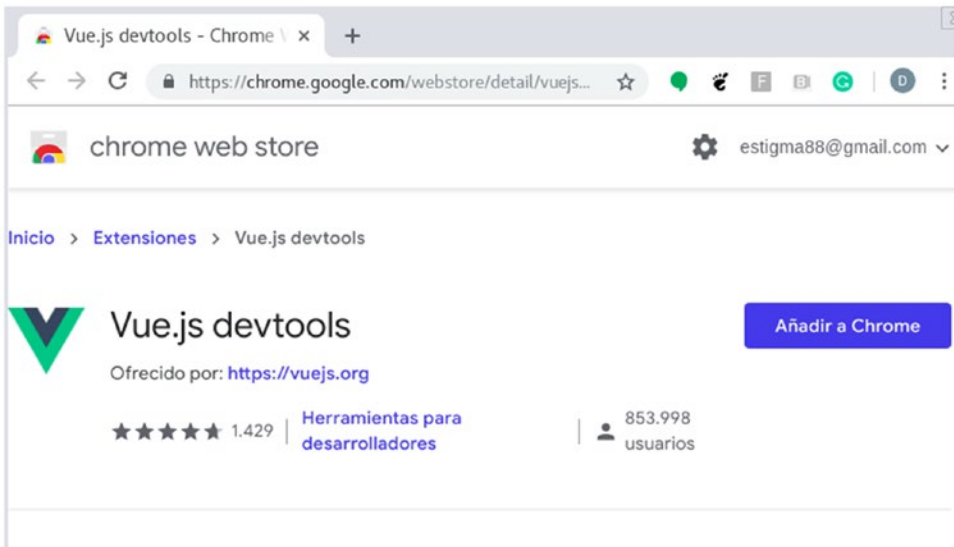 Vue.js devtools - Chrome
https://chrome.google.com/webstore/detail/vuejs...
F
D
chrome web store
estigma88@gmail.com
Inicio > Extensiones > Vue.js devtools
Vue.js devtools
Añadir a Chrome
Ofrecido por: https://vuejs.org
1.429
Herramientas para
desarrolladores
853.998
usuarios